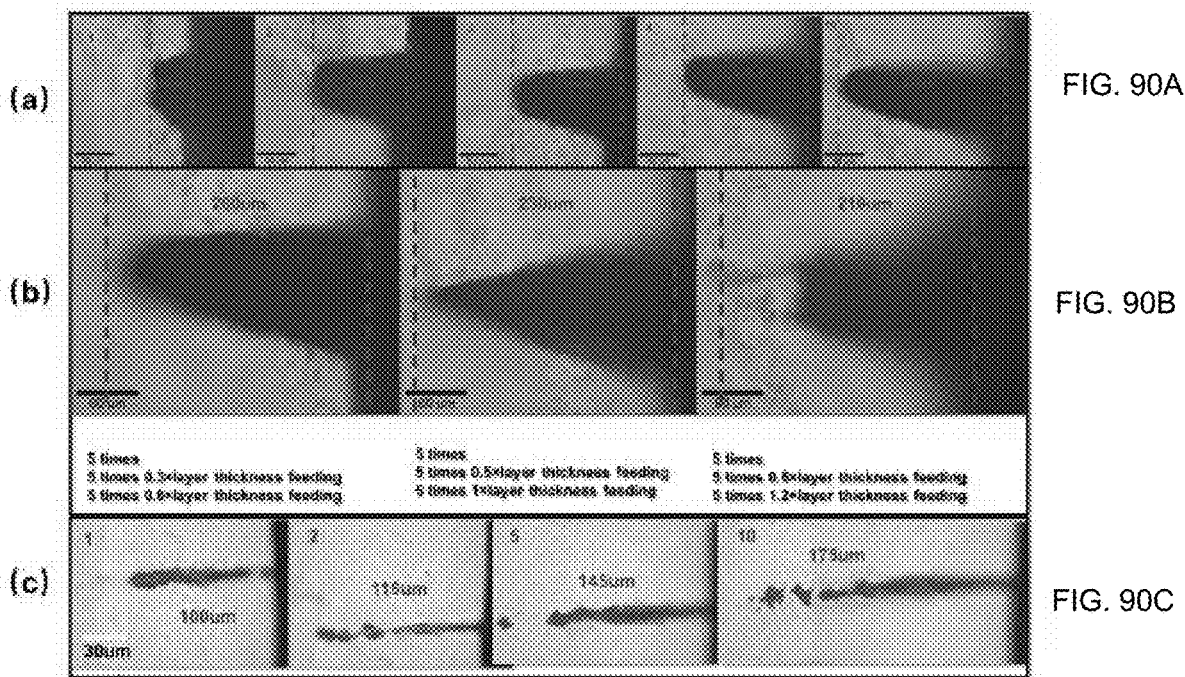 (a)
FIG. 90A
(b)
FIG. 90B
5 times
5 times 0.3×layer thickness feeding
5 times 0.6×layer thickness feeding
5 times
5 times 0.5×layer thickness feeding
5 times 1×layer thickness feeding
5 times
5 times 0.6×layer thickness feeding
5 times 1.2×layer thickness feeding
(c)
1
100um
30um
2
115um
5
145um
10
175um
FIG. 90C